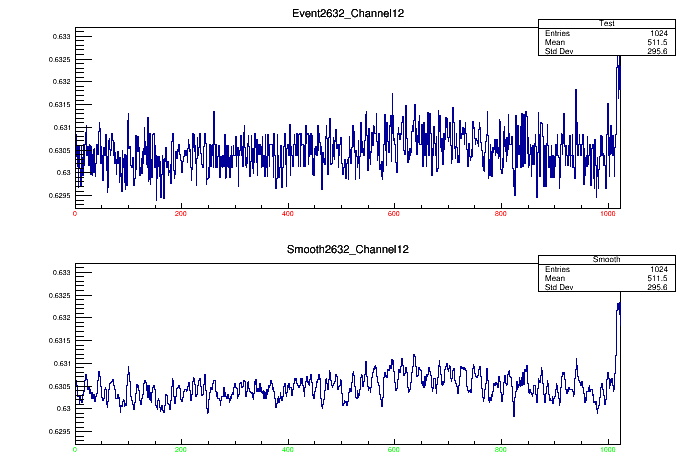 Event2632_Channel12
Test
Entries 1024
Mean 511.5
Std Dev 295.6
0.633
0.6325
0.632
0.6315
0.631
0.6305
0.63
0.6295
0 200 400 600 800 1000
Smooth2632_Channel12
Smooth
Entries 1024
Mean 511.5
Std Dev 295.6
0.633
0.6325
0.632
0.6315
0.631
0.6305
0.63
0.6295
0 200 400 600 800 1000